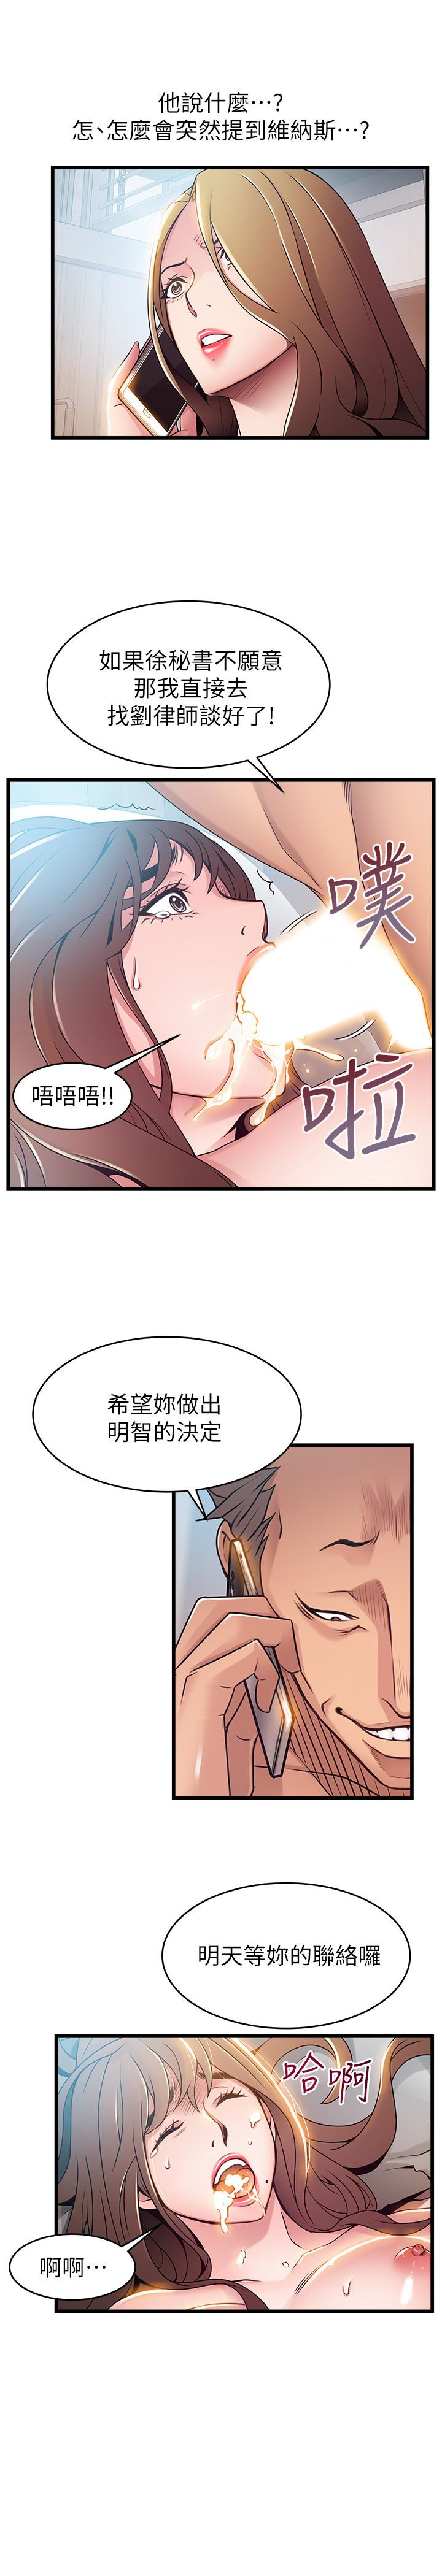 他說什麼⋯?
怎、怎麼會突然提到維納斯⋯?
如果徐秘書不願意
那我直接去
找劉律師談好了!
噗
啦
唔唔唔!!
希望妳做出
明智的決定
明天等妳的聯絡囉
哈啊
啊啊⋯